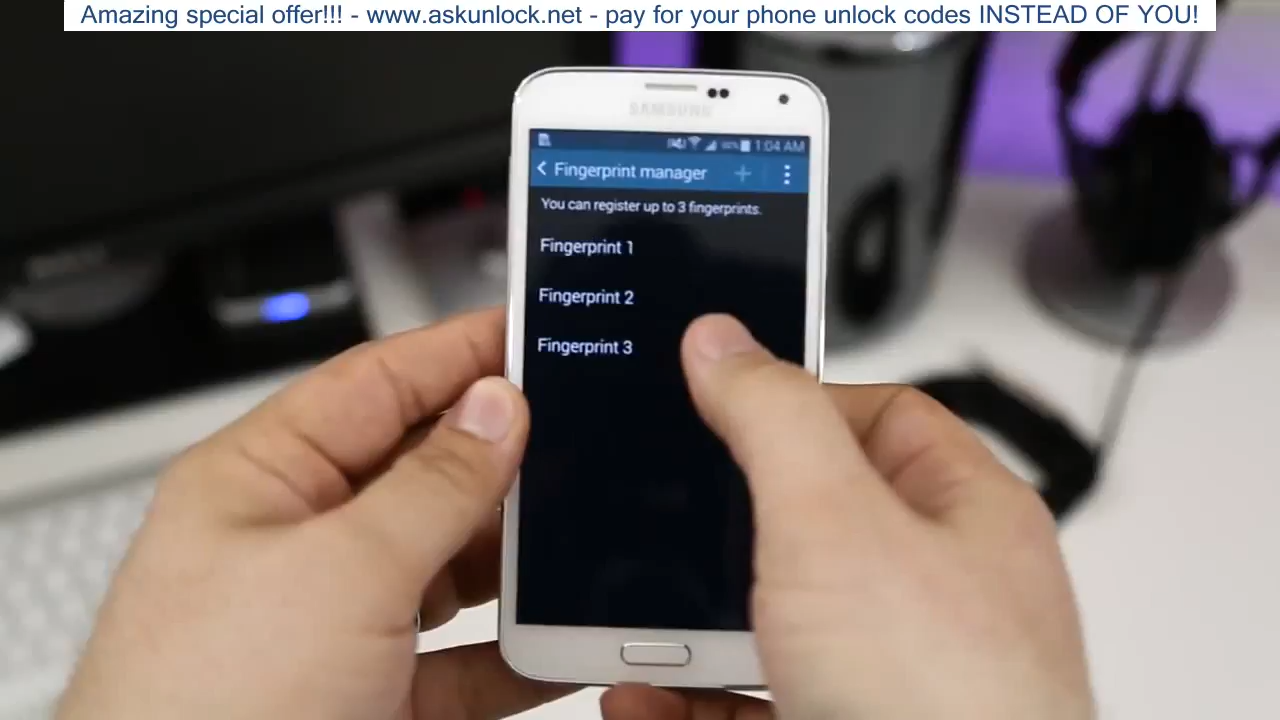 Amazing special offer!!! - www.askunlock.net - pay for your phone unlock codes INSTEAD OF YOU!
SAMSUNG
1:04 AM
Fingerprint manager
You can register up to 3 fingerprints.
Fingerprint 1
Fingerprint 2
Fingerprint 3